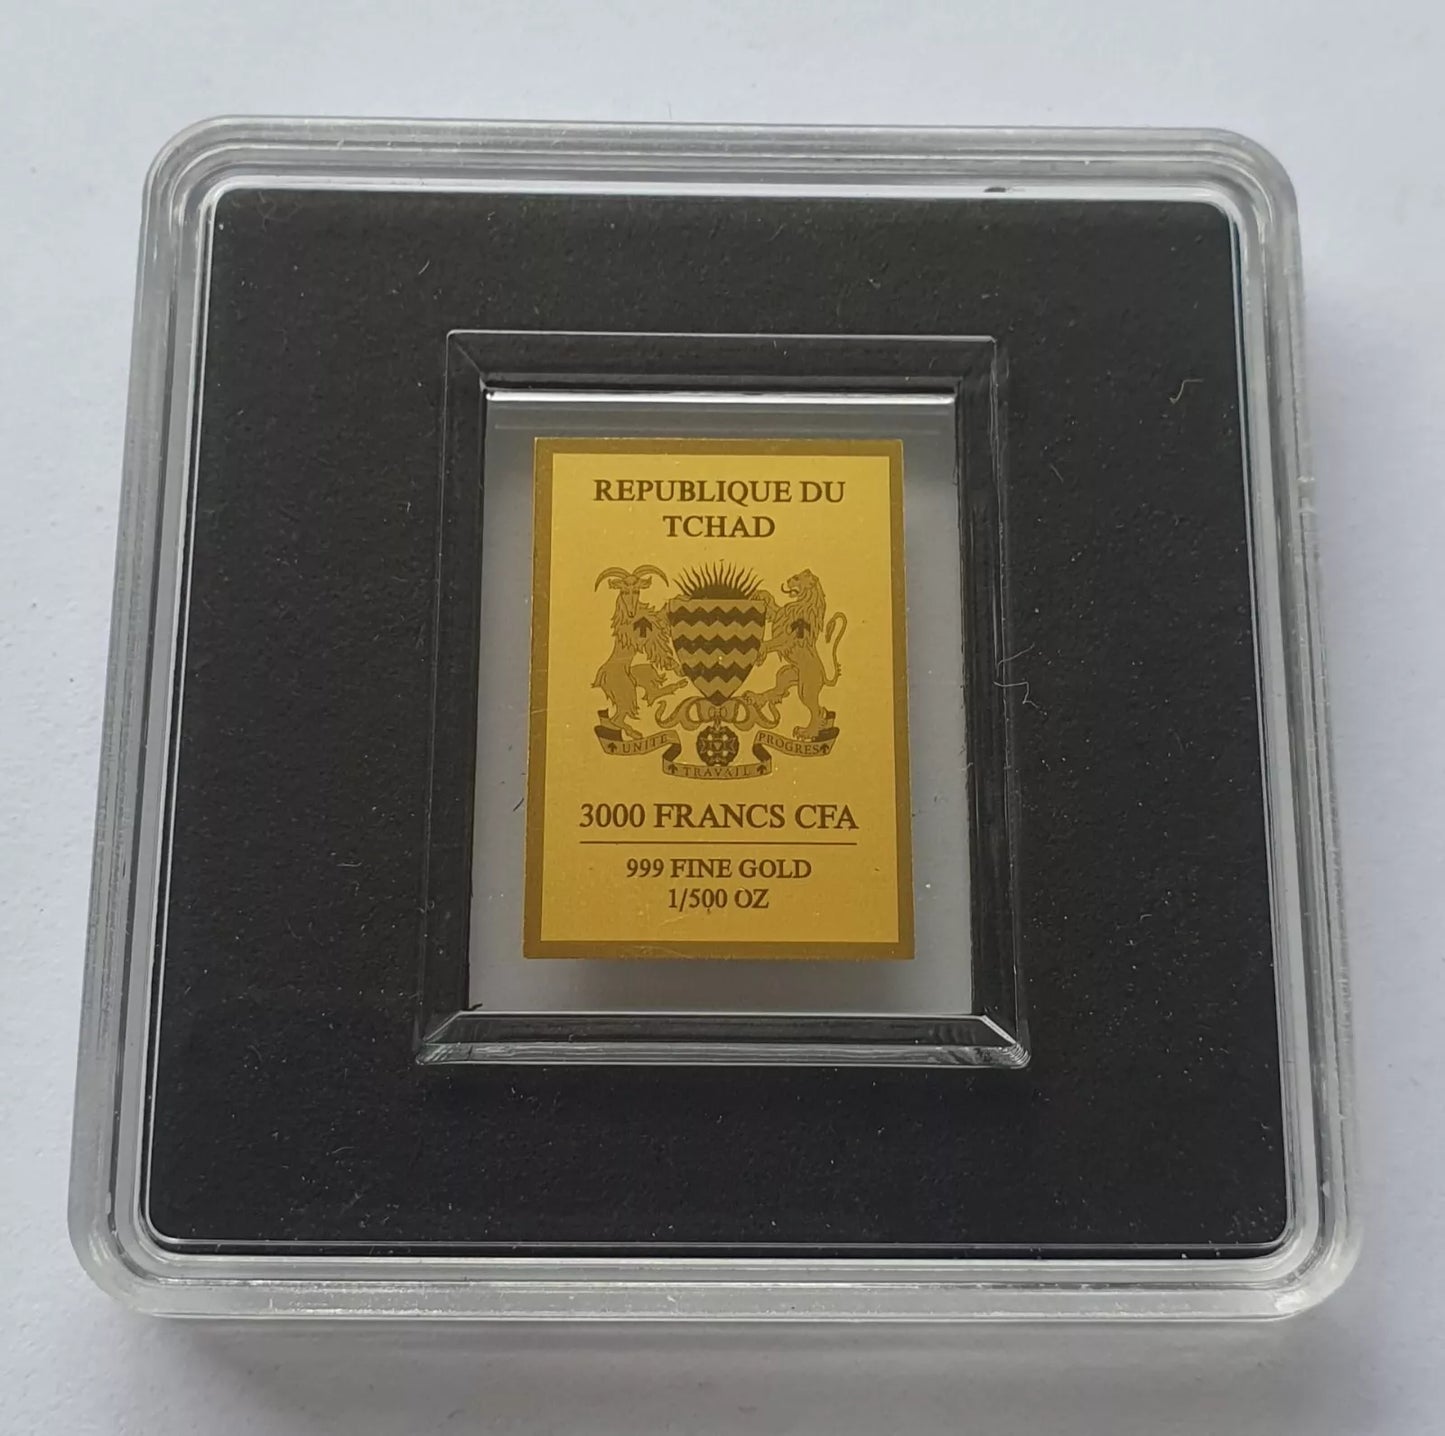 REPUBLIQUE DU
TCHAD
UNITE PROGRES
TRAVAIL
3000 FRANCS CFA
999 FINE GOLD
1/500 OZ